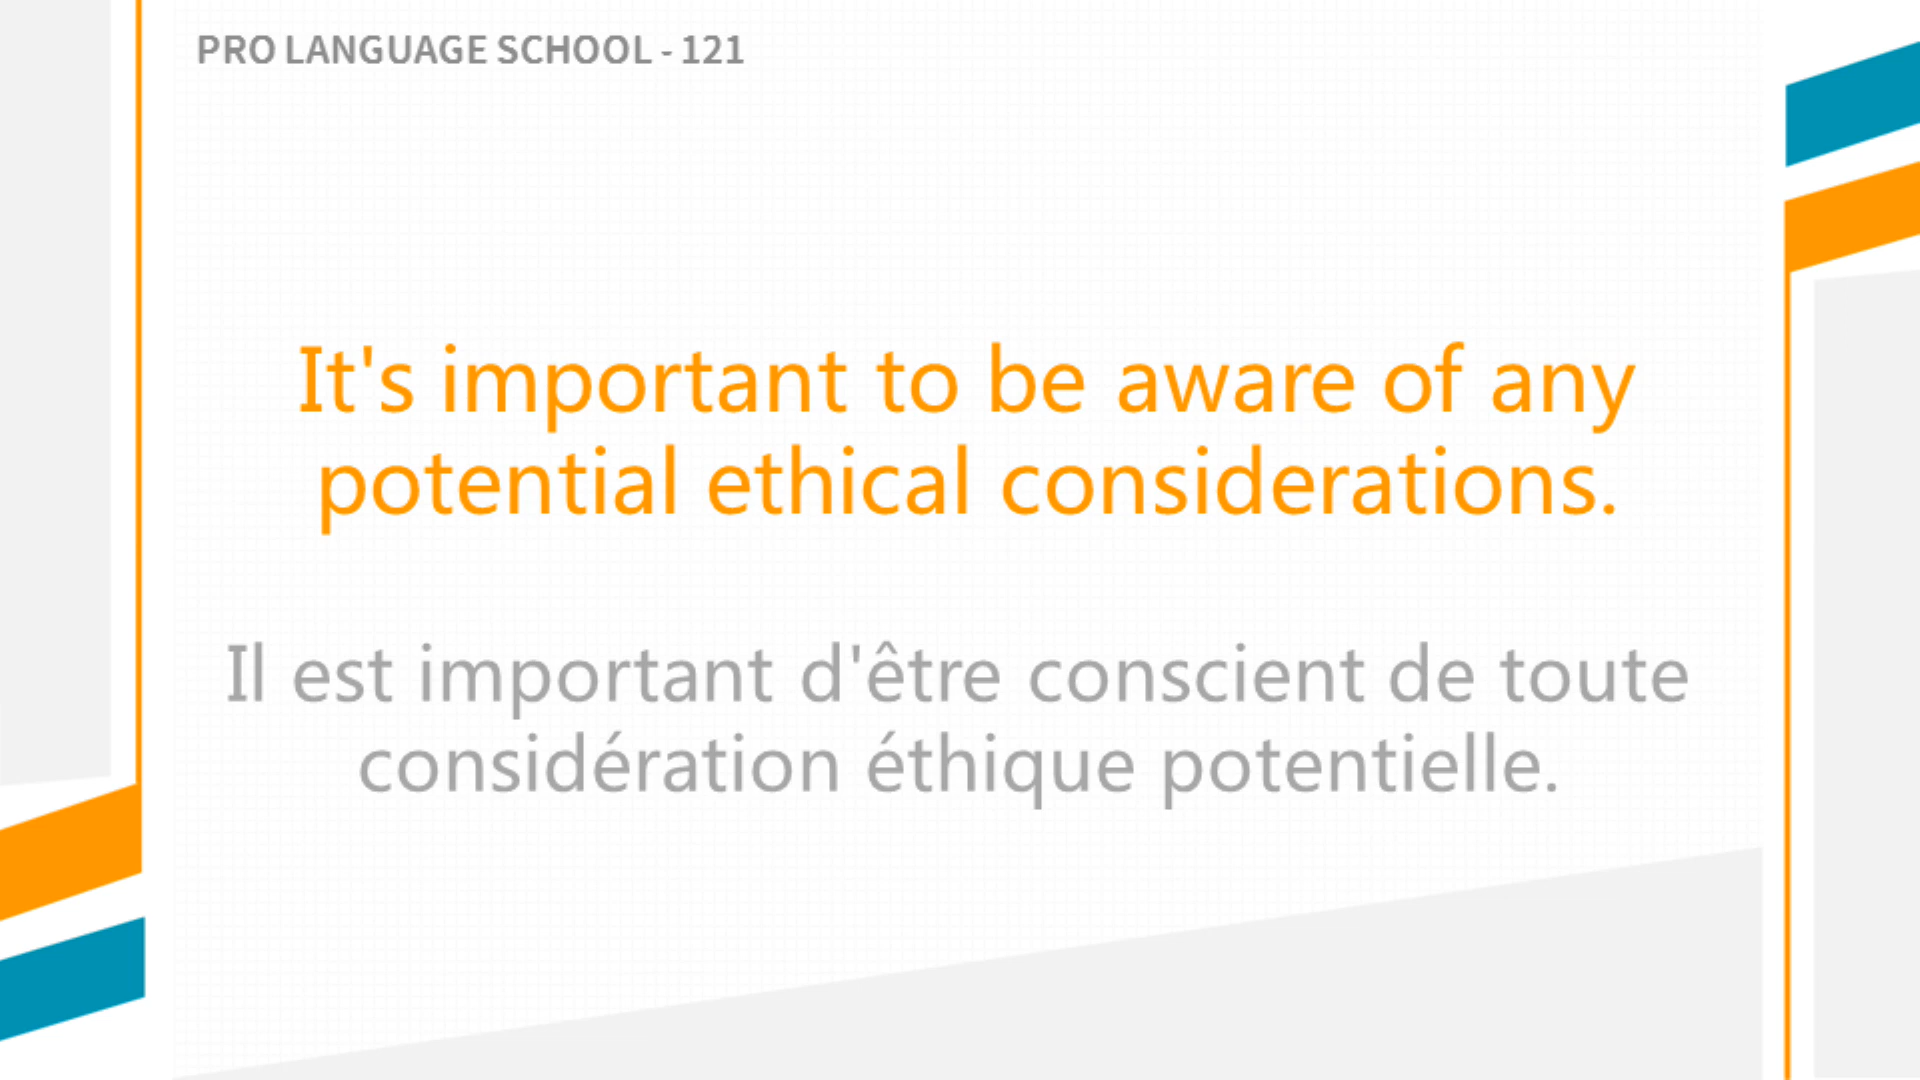 PRO LANGUAGE SCHOOL - 121
It's important to be aware of any
potential ethical considerations.
Il est important d'être conscient de toute
considération éthique potentielle.